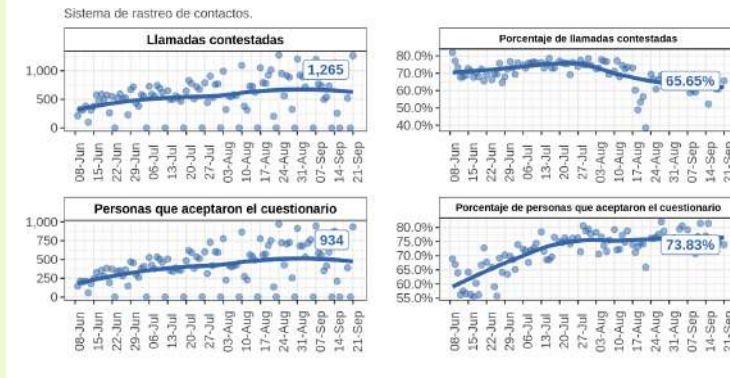 Sistema de rastreo de contactos.
Llamadas contestadas
1,000
500
0
1,265
08-Jun 15-Jun 22-Jun 29-Jun 06-Jul 13-Jul 20-Jul 27-Jul 03-Aug 10-Aug 17-Aug 24-Aug 31-Aug 07-Sep 14-Sep 21-Sep
Porcentaje de llamadas contestadas
80.0%
70.0%
60.0%
50.0%
40.0%
65.65%
08-Jun 15-Jun 22-Jun 29-Jun 06-Jul 13-Jul 20-Jul 27-Jul 03-Aug 10-Aug 17-Aug 24-Aug 31-Aug 07-Sep 14-Sep 21-Sep
Personas que aceptaron el cuestionario
1,000
750
500
250
0
934
08-Jun 15-Jun 22-Jun 29-Jun 06-Jul 13-Jul 20-Jul 27-Jul 03-Aug 10-Aug 17-Aug 24-Aug 31-Aug 07-Sep 14-Sep 21-Sep
Porcentaje de personas que aceptaron el cuestionario
80.0%
75.0%
70.0%
65.0%
60.0%
55.0%
73.83%
08-Jun 15-Jun 22-Jun 29-Jun 06-Jul 13-Jul 20-Jul 27-Jul 03-Aug 10-Aug 17-Aug 24-Aug 31-Aug 07-Sep 14-Sep 21-Sep